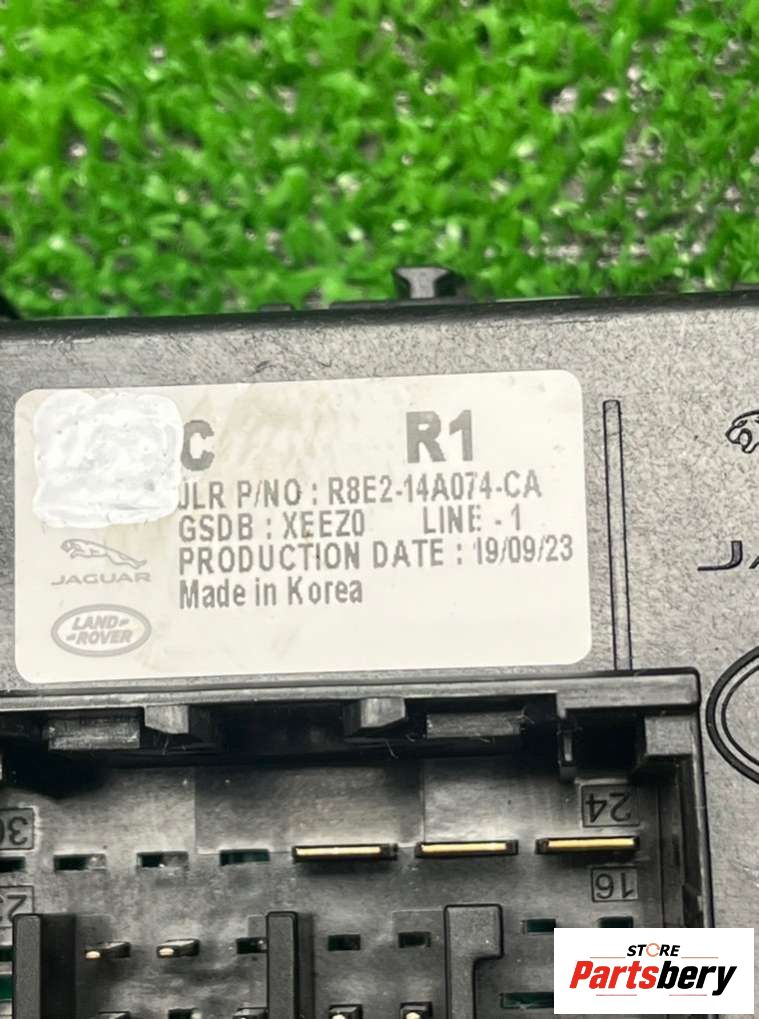 C R1
JLR P/NO : R8E2-14A074-CA
GSDB : XEEZ0 LINE - 1
PRODUCTION DATE : 19/09/23
Made in Korea
JAGUAR
LAND-
-ROVER
24
16
STORE
Partsbery